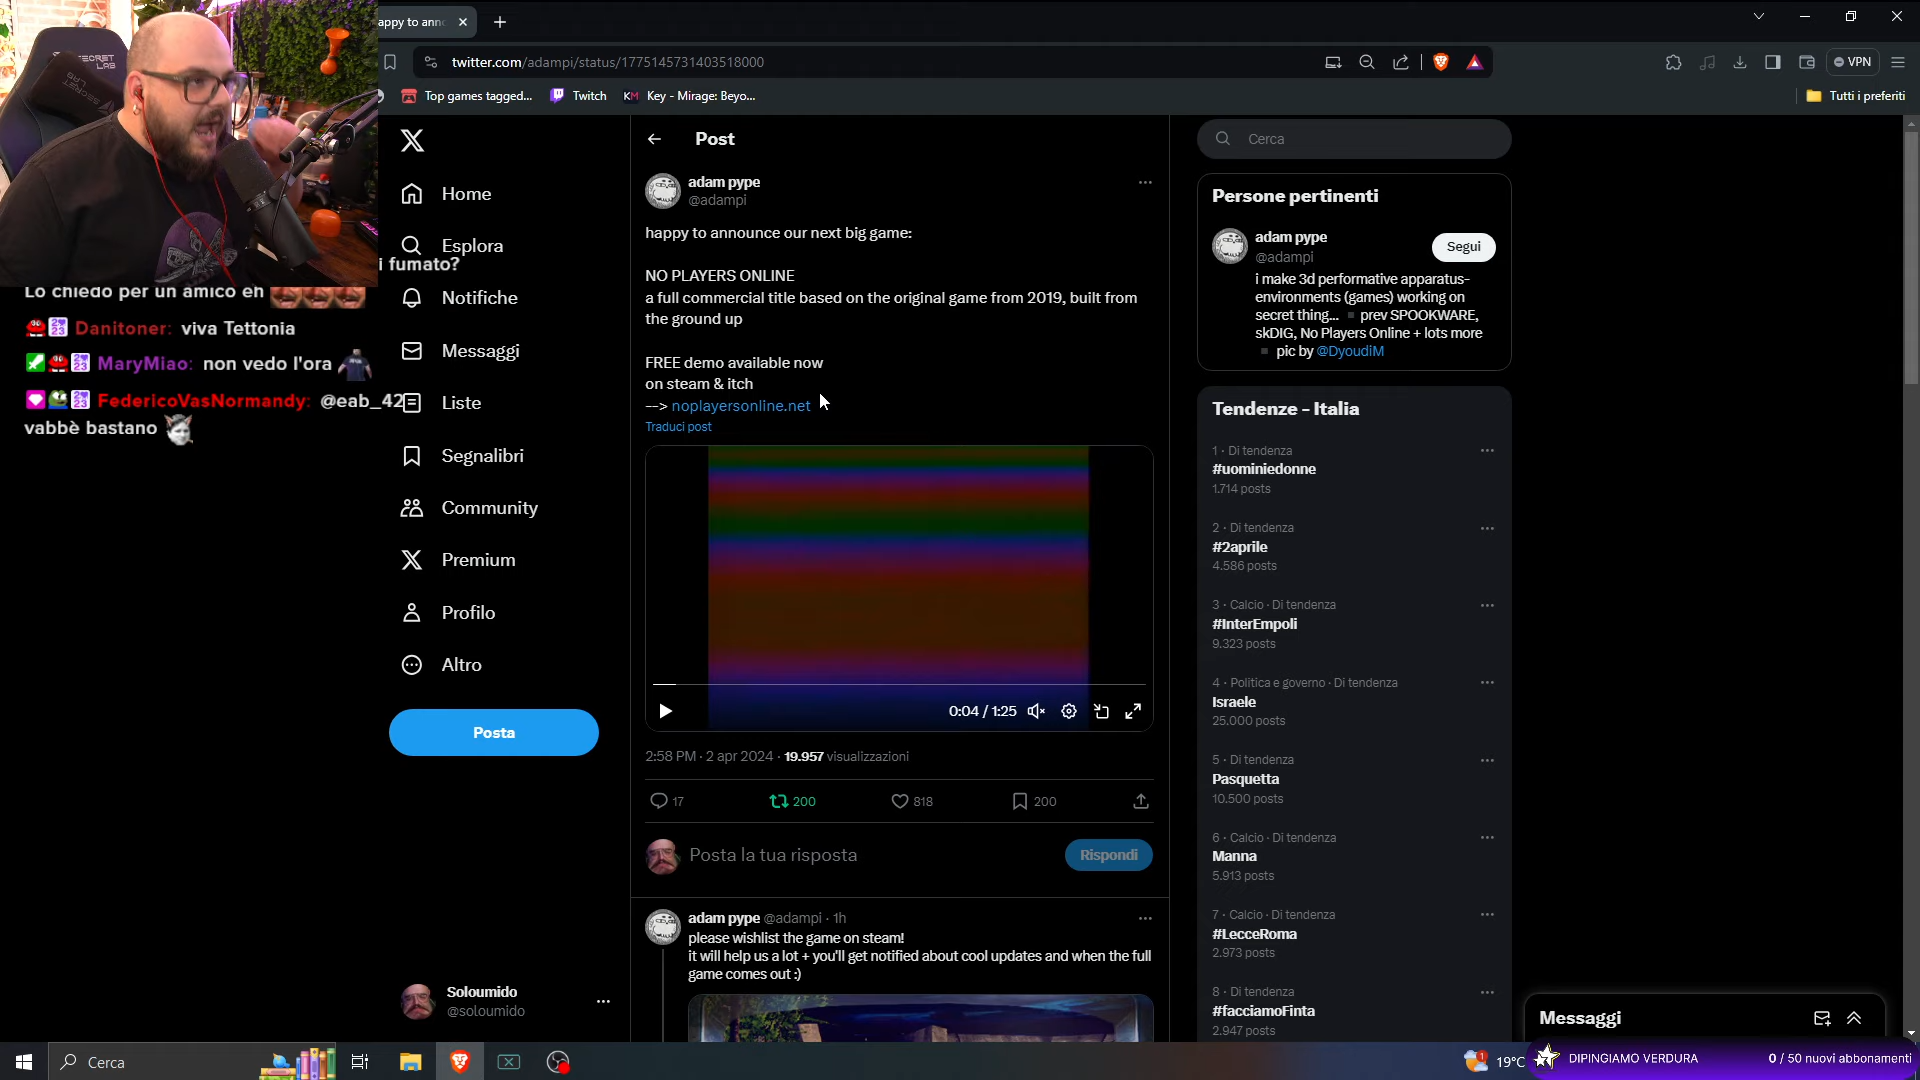 appy to ann
twitter.com/adampi/status/1775145731403518000
VPN
Top games tagged...
Twitch
KM
Key - Mirage: Beyo...
Tutti i preferiti
SECRET LAB
i fumato?
Lo chiedo per un amico eh
Danitoner: viva Tettonia
MaryMiao: non vedo l'ora
FedericoVasNormandy: @eab_42
vabbè bastano
Home
Esplora
Notifiche
Messaggi
Liste
Segnalibri
Community
Premium
Profilo
Altro
Posta
Soloumido
@soloumido
Post
adam pype
@adampi
happy to announce our next big game:
NO PLAYERS ONLINE
a full commercial title based on the original game from 2019, built from
the ground up
FREE demo available now
on steam & itch
--> noplayersonline.net
Traduci post
0:04 / 1:25
2:58 PM · 2 apr 2024 · 19.957 visualizzazioni
17
200
818
200
Posta la tua risposta
Rispondi
adam pype @adampi · 1h
please wishlist the game on steam!
it will help us a lot + you'll get notified about cool updates and when the full
game comes out :)
Cerca
Persone pertinenti
adam pype
@adampi
Segui
i make 3d performative apparatus-
environments (games) working on
secret thing... ▪ prev SPOOKWARE,
skDIG, No Players Online + lots more
▪ pic by @DyoudiM
Tendenze – Italia
1 · Di tendenza
#uominiedonne
1.714 posts
2 · Di tendenza
#2aprile
4.586 posts
3 · Calcio · Di tendenza
#InterEmpoli
9.323 posts
4 · Politica e governo · Di tendenza
Israele
25.000 posts
5 · Di tendenza
Pasquetta
10.500 posts
6 · Calcio · Di tendenza
Manna
5.913 posts
7 · Calcio · Di tendenza
#LecceRoma
2.973 posts
8 · Di tendenza
#facciamoFinta
2.947 posts
Messaggi
Cerca
1
19°C
DIPINGIAMO VERDURA
0 / 50 nuovi abbonamenti